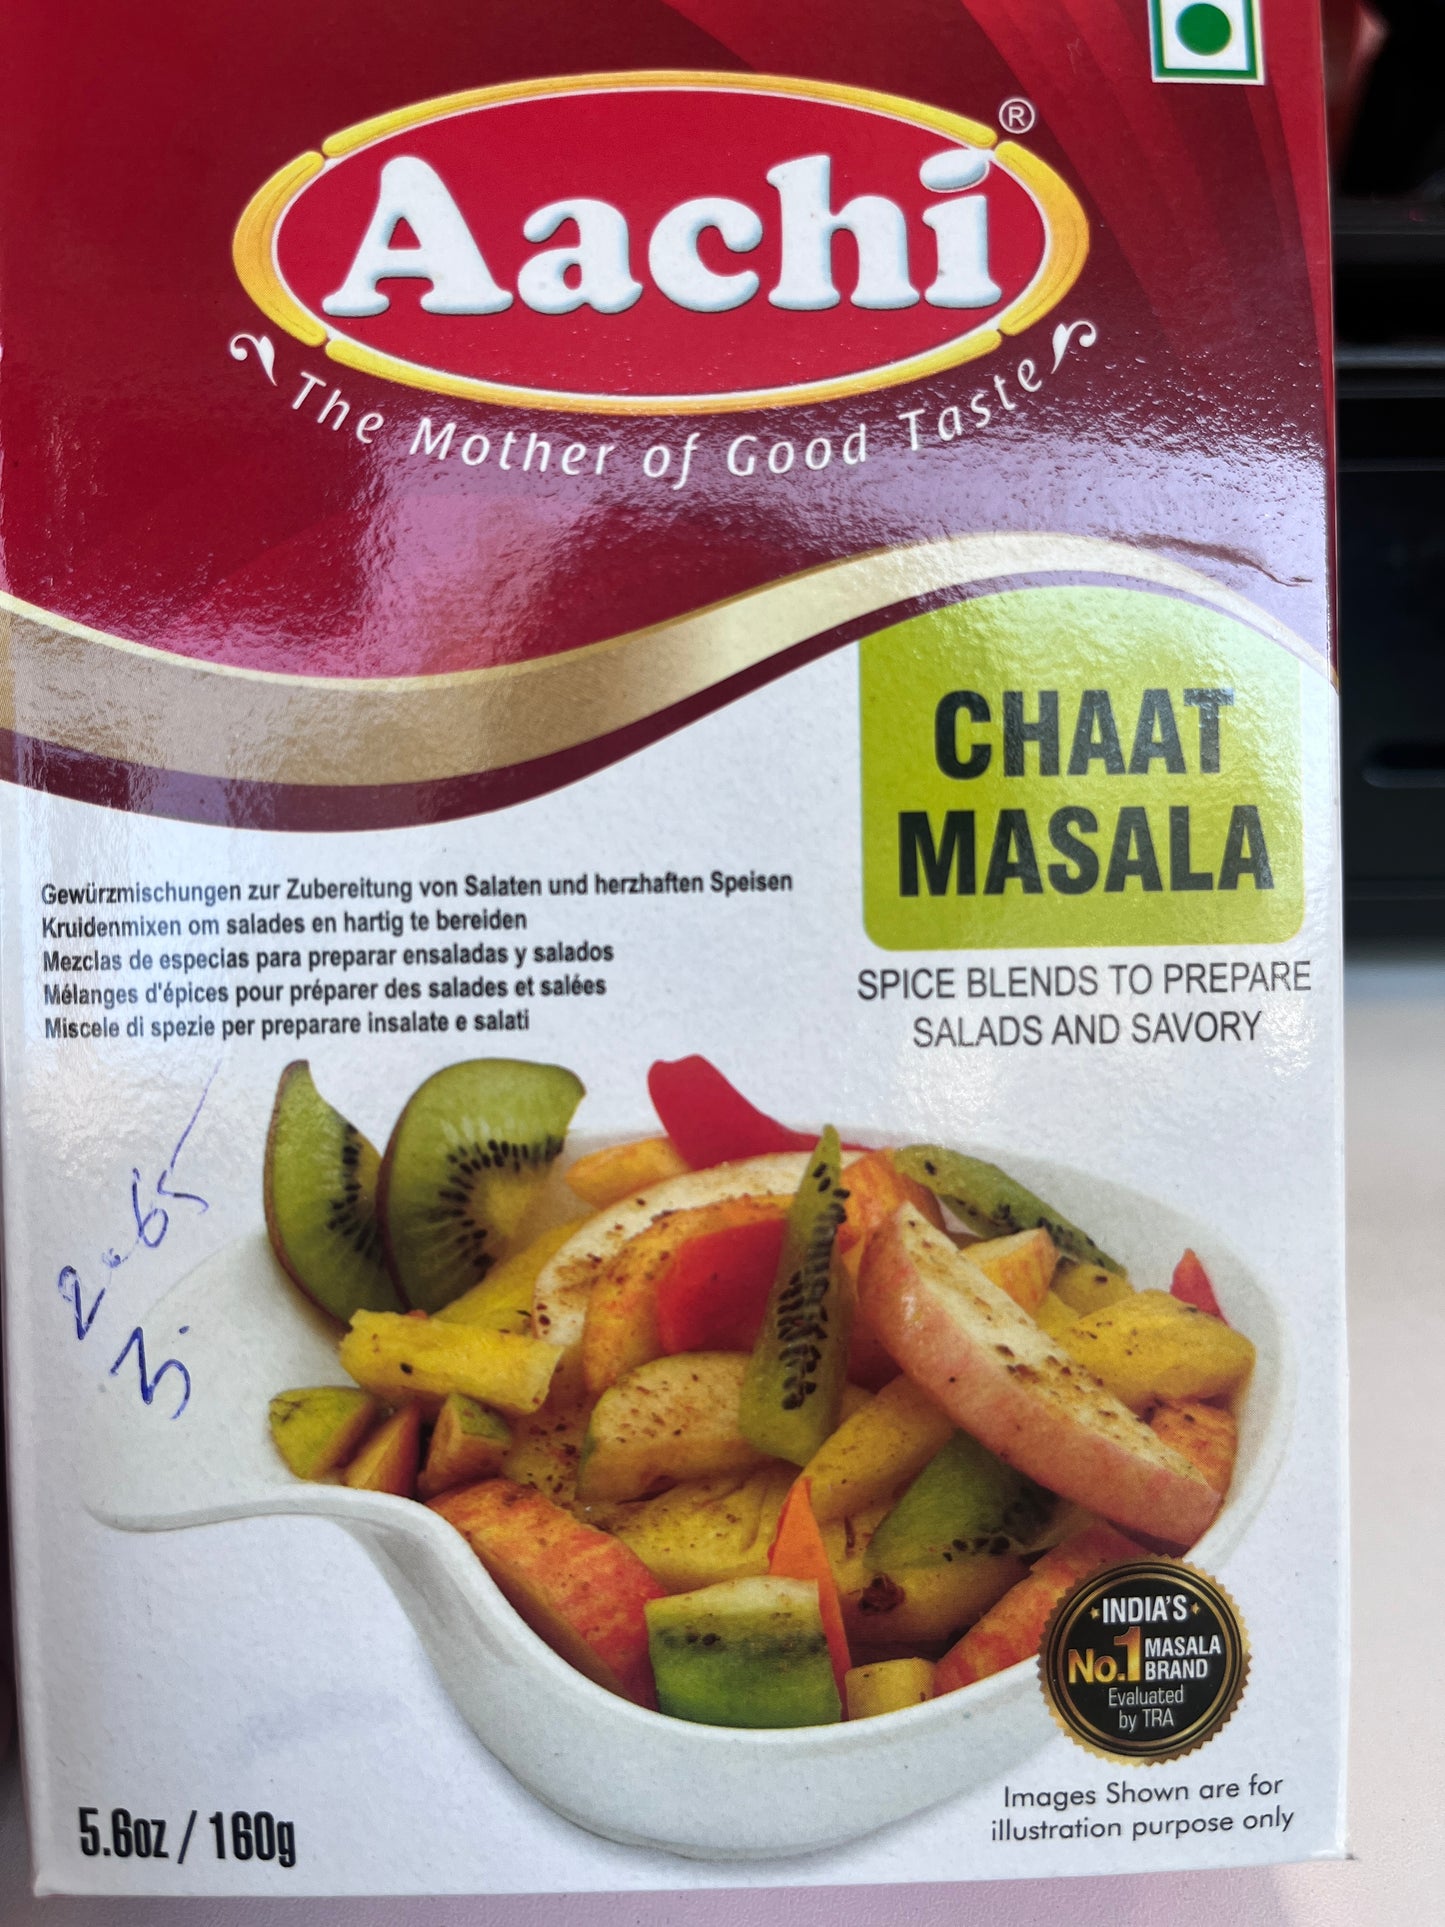 Aachi®
The Mother of Good Taste
CHAAT
MASALA
Gewürzmischungen zur Zubereitung von Salaten und herzhaften Speisen
Kruidenmixen om salades en hartig te bereiden
Mezclas de especias para preparar ensaladas y salados
Mélanges d'épices pour préparer des salades et salées
Miscele di spezie per preparare insalate e salati
SPICE BLENDS TO PREPARE
SALADS AND SAVORY
INDIA'S
No.1 MASALA
BRAND
Evaluated
by TRA
Images Shown are for
illustration purpose only
5.6oz / 160g